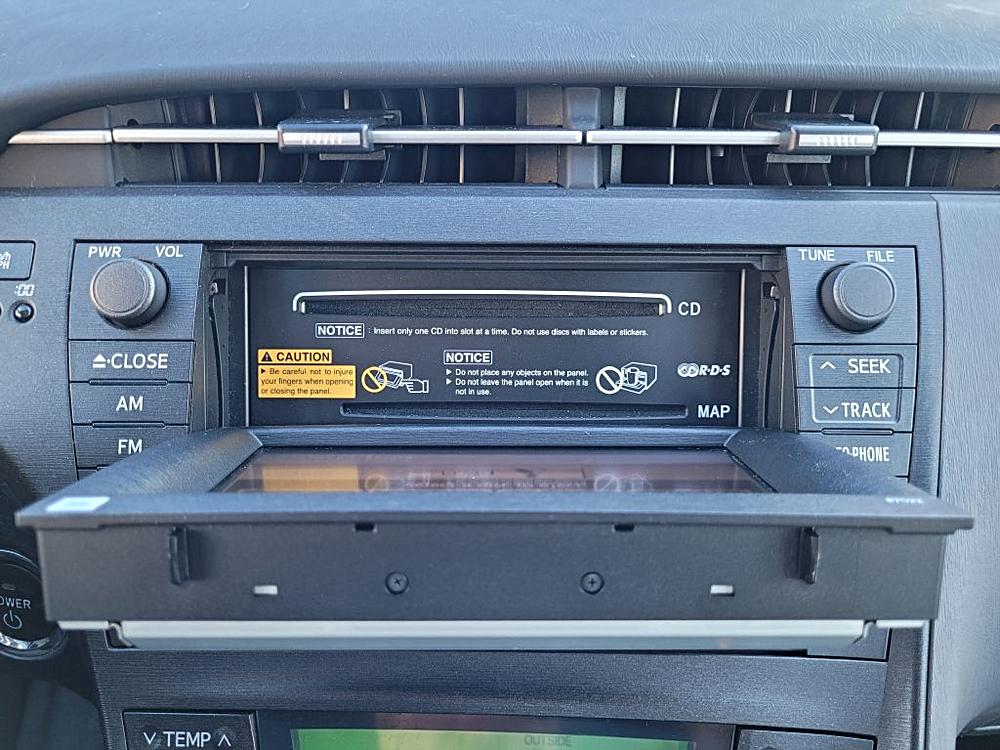 PWR VOL
TUNE FILE
:00
CD
NOTICE : Insert only one CD into slot at a time. Do not use discs with labels or stickers.
⏏·CLOSE
AM
FM
⚠ CAUTION
▶ Be careful not to injure
your fingers when opening
or closing the panel.
NOTICE
▶ Do not place any objects on the panel.
▶ Do not leave the panel open when it is
not in use.
R·D·S
MAP
SEEK
TRACK
PHONE
POWER
TEMP
OUTSIDE